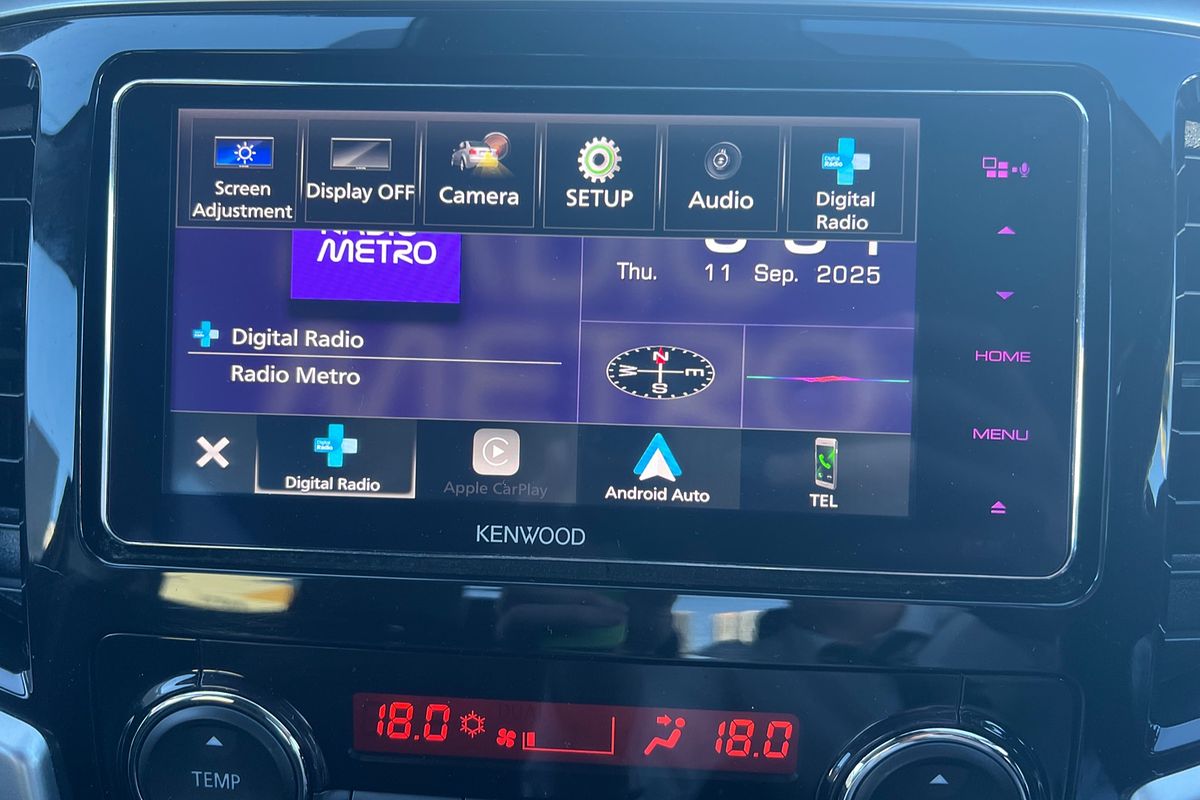 Screen
Adjustment
Display OFF
Camera
SETUP
Audio
Digital
Radio
RADIO
METRO
Thu. 11 Sep. 2025
Digital Radio
Radio Metro
N
W
E
S
HOME
MENU
Digital Radio
Apple CarPlay
Android Auto
TEL
KENWOOD
18.0
18.0
TEMP